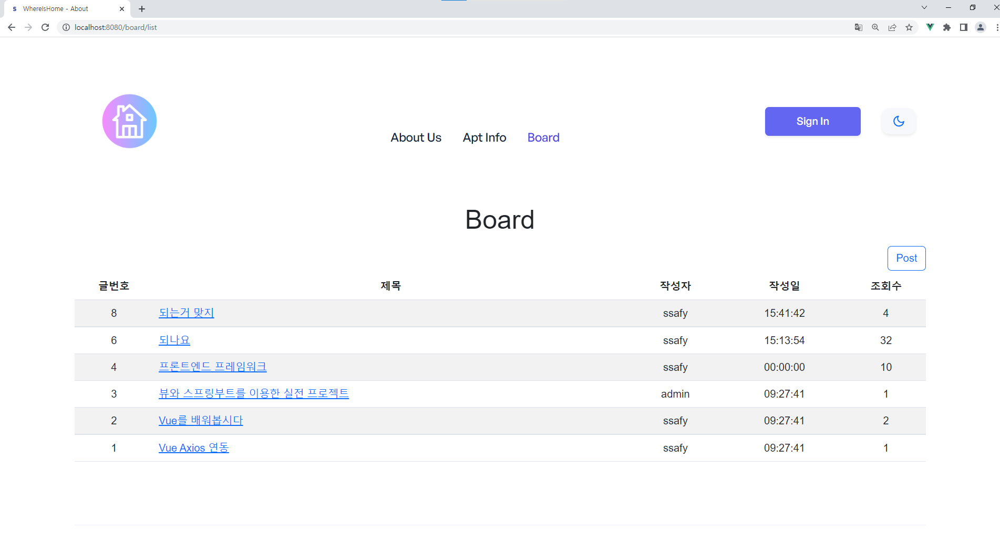 WhereIsHome - About
localhost:8080/board/list
Sign In
About Us Apt Info Board
Board
Post
글번호 제목 작성자 작성일 조회수
8 되는거 맞지 ssafy 15:41:42 4
6 되나요 ssafy 15:13:54 32
4 프론트엔드 프레임워크 ssafy 00:00:00 10
3 뷰와 스프링부트를 이용한 실전 프로젝트 admin 09:27:41 1
2 Vue를 배워봅시다 ssafy 09:27:41 2
1 Vue Axios 연동 ssafy 09:27:41 1